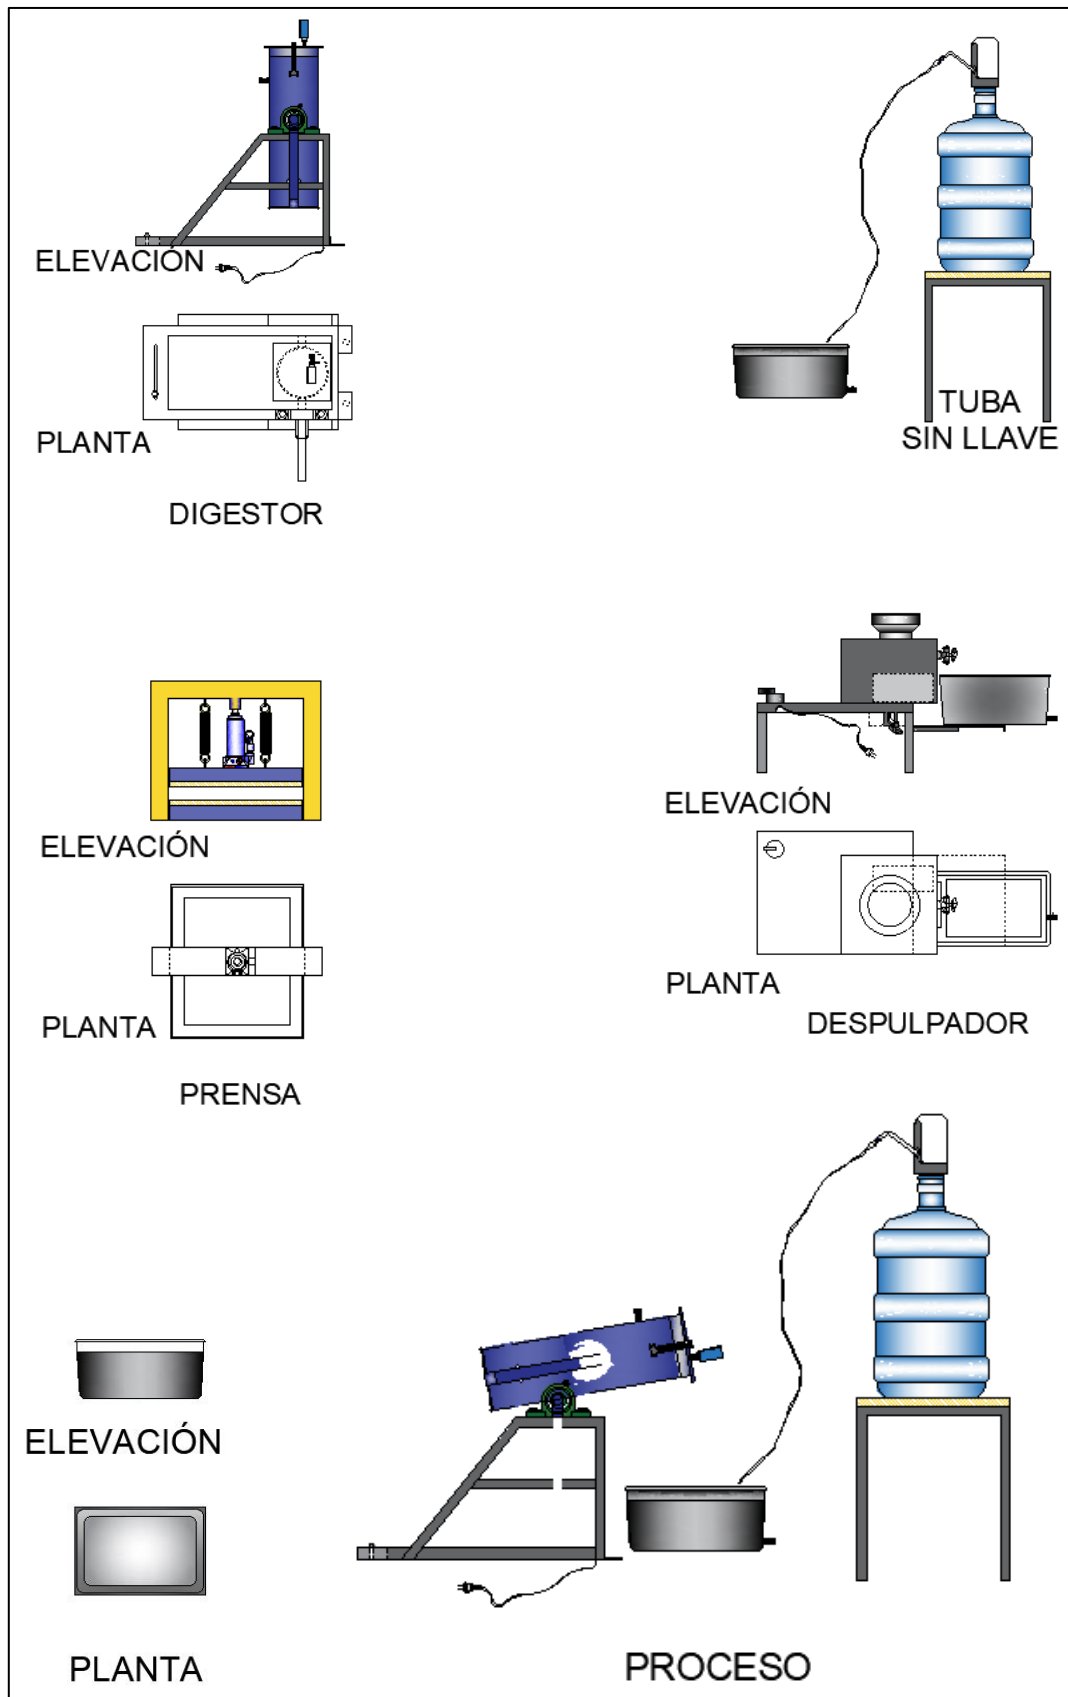 ELEVACIÓN
PLANTA
DIGESTOR
TUBA
SIN LLAVE
ELEVACIÓN
PLANTA
PRENSA
ELEVACIÓN
PLANTA
DESPULPADOR
ELEVACIÓN
PLANTA
PROCESO